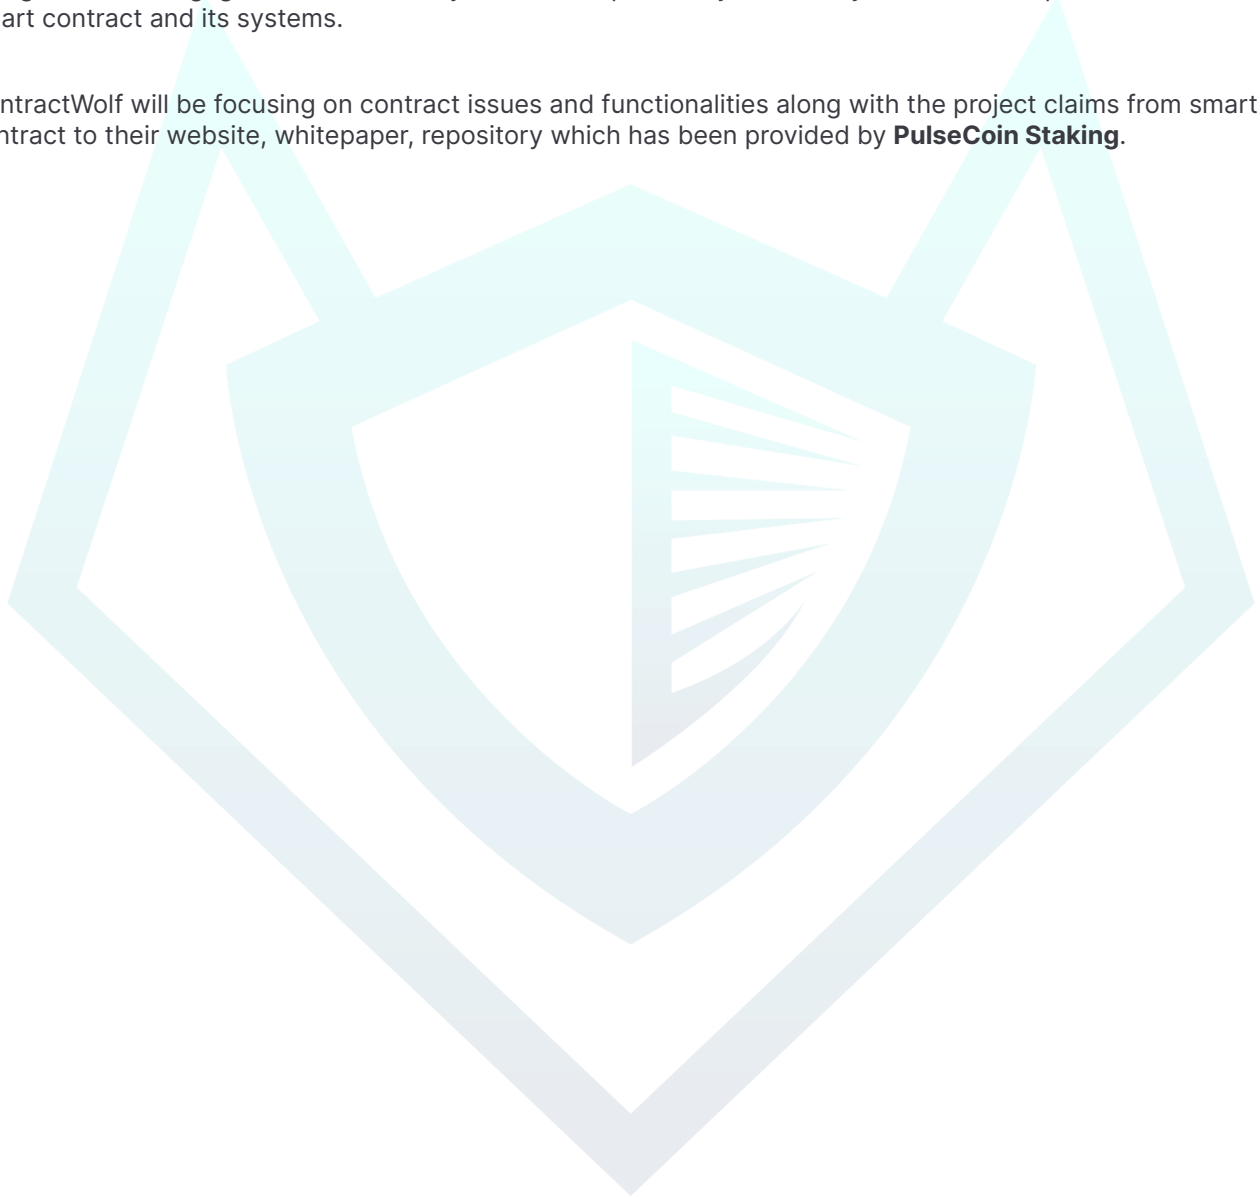 art contract and its systems.
ntractWolf will be focusing on contract issues and functionalities along with the project claims from smart
ntract to their website, whitepaper, repository which has been provided by PulseCoin Staking.